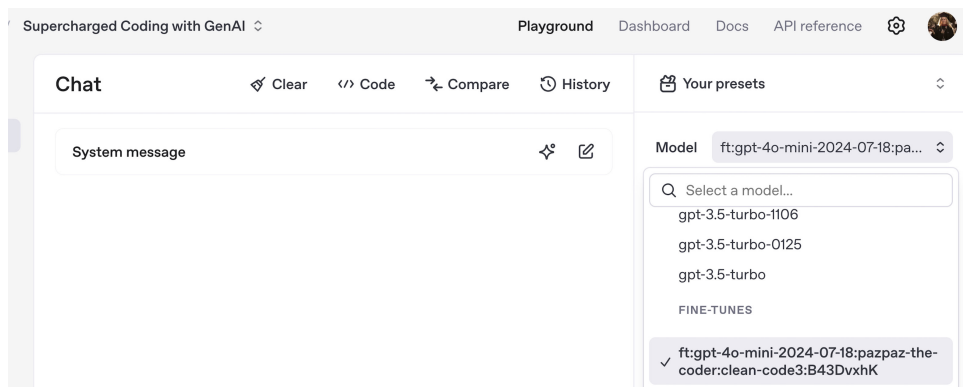 Supercharged Coding with GenAI
Playground Dashboard Docs API reference
Chat
Clear Code Compare History
Your presets
System message
Model ft:gpt-4o-mini-2024-07-18:pa...
Select a model...
gpt-3.5-turbo-1106
gpt-3.5-turbo-0125
gpt-3.5-turbo
FINE-TUNES
ft:gpt-4o-mini-2024-07-18:pazpaz-the-
coder:clean-code3:B43DvxhK